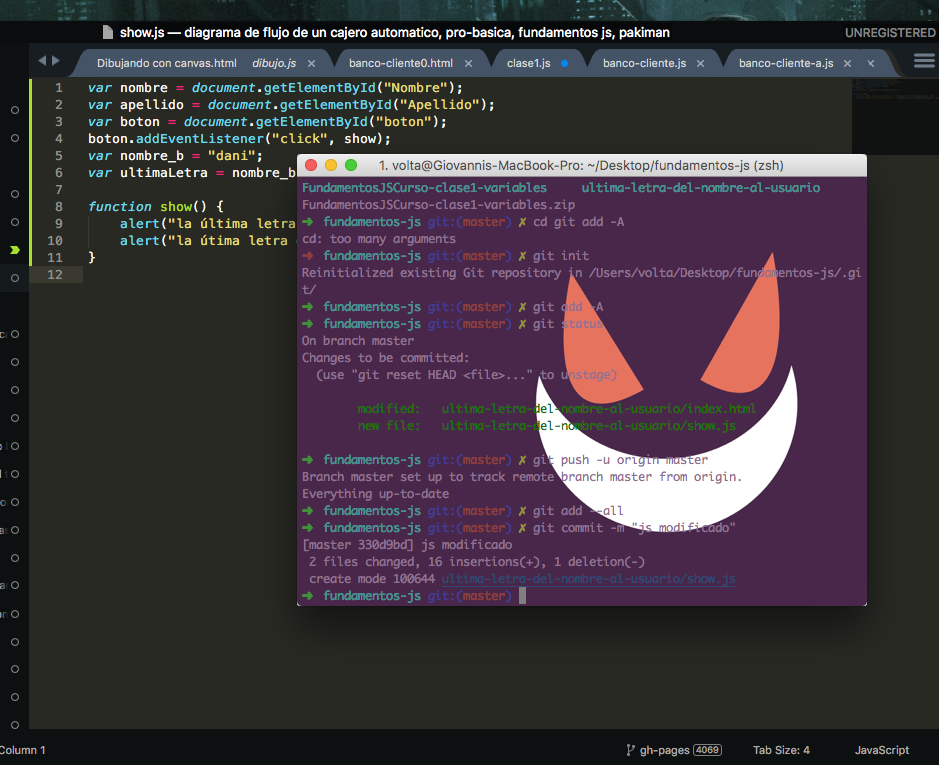 show.js — diagrama de flujo de un cajero automatico, pro-basica, fundamentos js, pakiman
UNREGISTERED
Dibujando con canvas.html
dibujo.js
banco-cliente0.html
clase1.js
banco-cliente.js
banco-cliente-a.js
1 var nombre = document.getElementById("Nombre");
2 var apellido = document.getElementById("Apellido");
3 var boton = document.getElementById("boton");
4 boton.addEventListener("click", show);
5 var nombre_b = "dani";
6 var ultimaLetra = nombre_b
7
8 function show() {
9 alert("la última letra
10 alert("la útima letra
11 }
12
1. volta@Giovannis-MacBook-Pro: ~/Desktop/fundamentos-js (zsh)
FundamentosJSCurso-clase1-variables ultima-letra-del-nombre-al-usuario
FundamentosJSCurso-clase1-variables.zip
➜ fundamentos-js git:(master) ✗ cd git add -A
cd: too many arguments
➜ fundamentos-js git:(master) ✗ git init
Reinitialized existing Git repository in /Users/volta/Desktop/fundamentos-js/.gi
t/
➜ fundamentos-js git:(master) ✗ git add -A
➜ fundamentos-js git:(master) ✗ git status
On branch master
Changes to be committed:
(use "git reset HEAD <file>..." to unstage)
modified: ultima-letra-del-nombre-al-usuario/index.html
new file: ultima-letra-del-nombre-al-usuario/show.js
➜ fundamentos-js git:(master) ✗ git push -u origin master
Branch master set up to track remote branch master from origin.
Everything up-to-date
➜ fundamentos-js git:(master) ✗ git add --all
➜ fundamentos-js git:(master) ✗ git commit -m "js modificado"
[master 330d9bd] js modificado
2 files changed, 16 insertions(+), 1 deletion(-)
create mode 100644 ultima-letra-del-nombre-al-usuario/show.js
➜ fundamentos-js git:(master)
Column 1
gh-pages 4069
Tab Size: 4
JavaScript